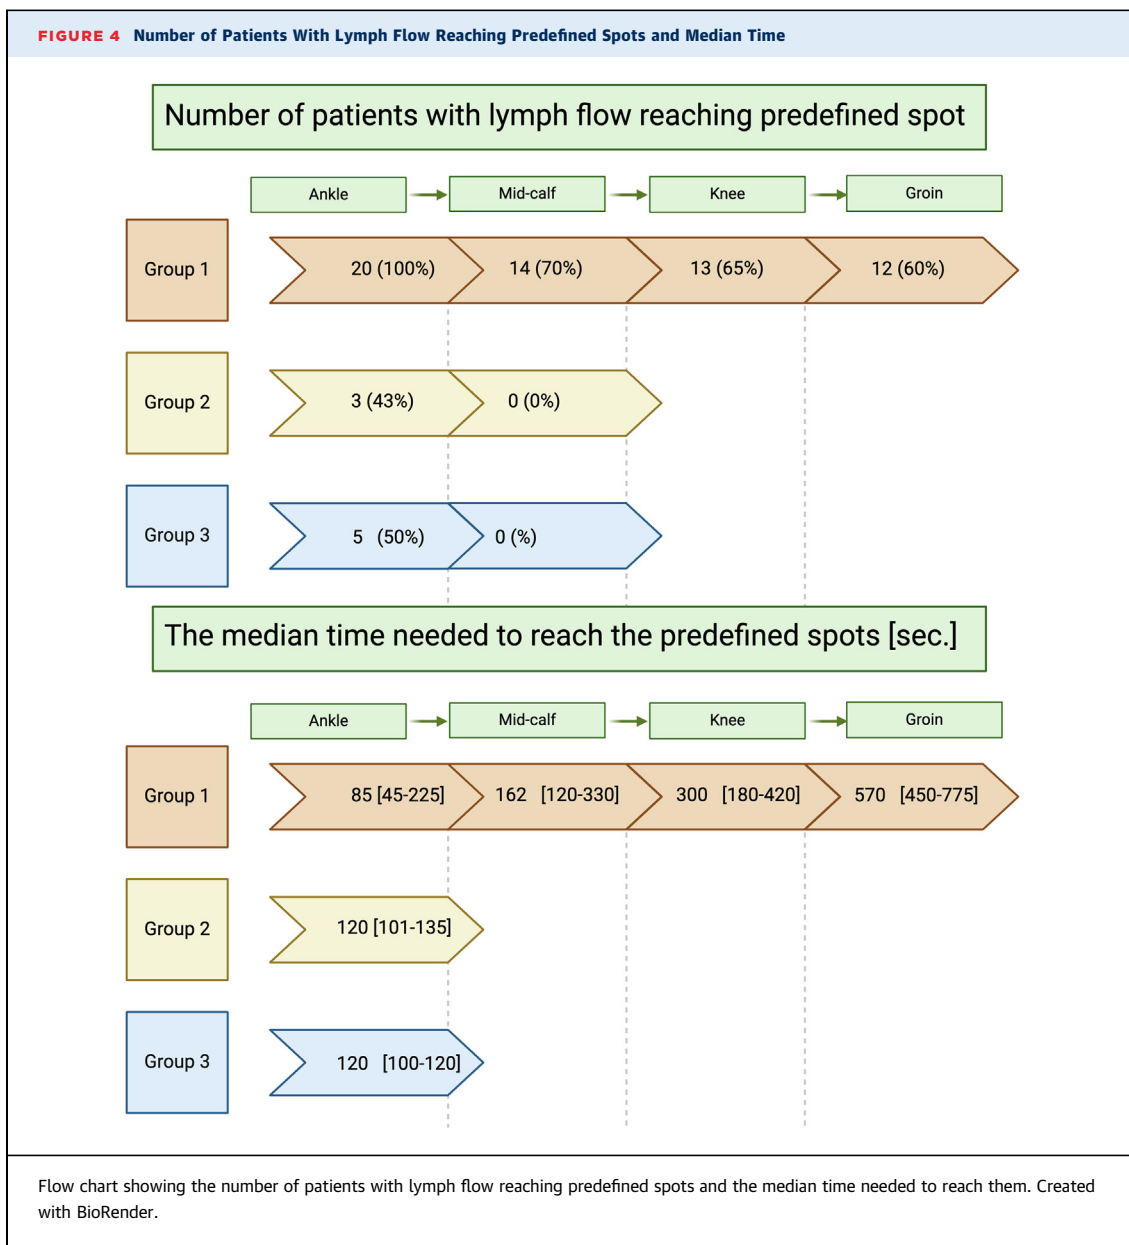 FIGURE 4 Number of Patients With Lymph Flow Reaching Predefined Spots and Median Time
Number of patients with lymph flow reaching predefined spot
Ankle Mid-calf Knee Groin
Group 1 20 (100%) 14 (70%) 13 (65%) 12 (60%)
Group 2 3 (43%) 0 (0%)
Group 3 5 (50%) 0 (%)
The median time needed to reach the predefined spots [sec.]
Ankle Mid-calf Knee Groin
Group 1 85 [45-225] 162 [120-330] 300 [180-420] 570 [450-775]
Group 2 120 [101-135]
Group 3 120 [100-120]
Flow chart showing the number of patients with lymph flow reaching predefined spots and the median time needed to reach them. Created
with BioRender.